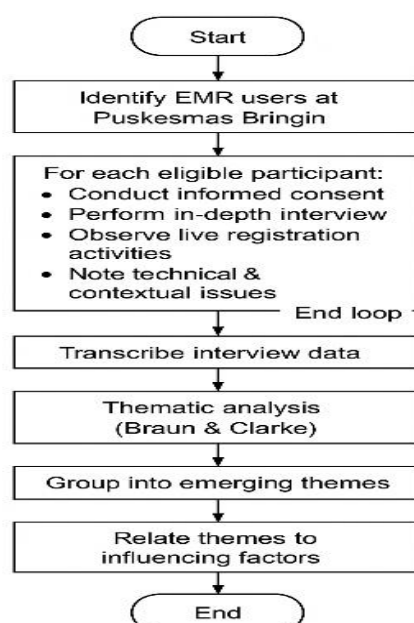 Start
Identify EMR users at
Puskesmas Bringin
For each eligible participant:
• Conduct informed consent
• Perform in-depth interview
• Observe live registration
activities
• Note technical &
contextual issues
End loop
Transcribe interview data
Thematic analysis
(Braun & Clarke)
Group into emerging themes
Relate themes to
influencing factors
End